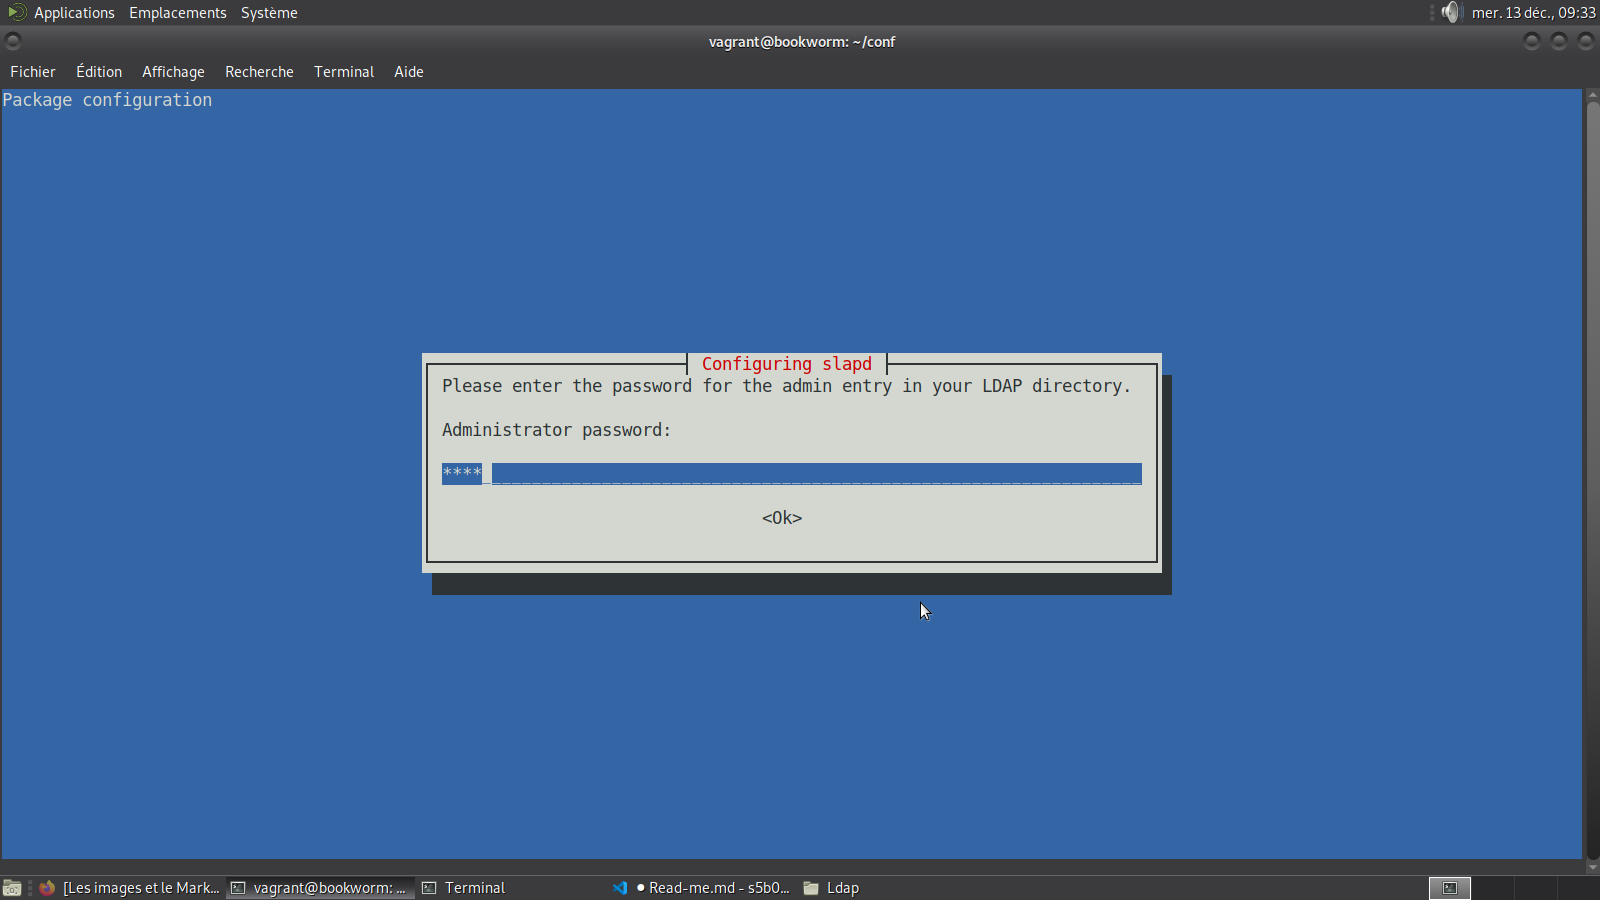 Applications Emplacements Système mer. 13 déc., 09:33
vagrant@bookworm: ~/conf
Fichier Édition Affichage Recherche Terminal Aide
Package configuration
Configuring slapd
Please enter the password for the admin entry in your LDAP directory.
Administrator password:
****
<Ok>
[Les images et le Mark... vagrant@bookworm: ... Terminal ● Read-me.md - s5b0... Ldap